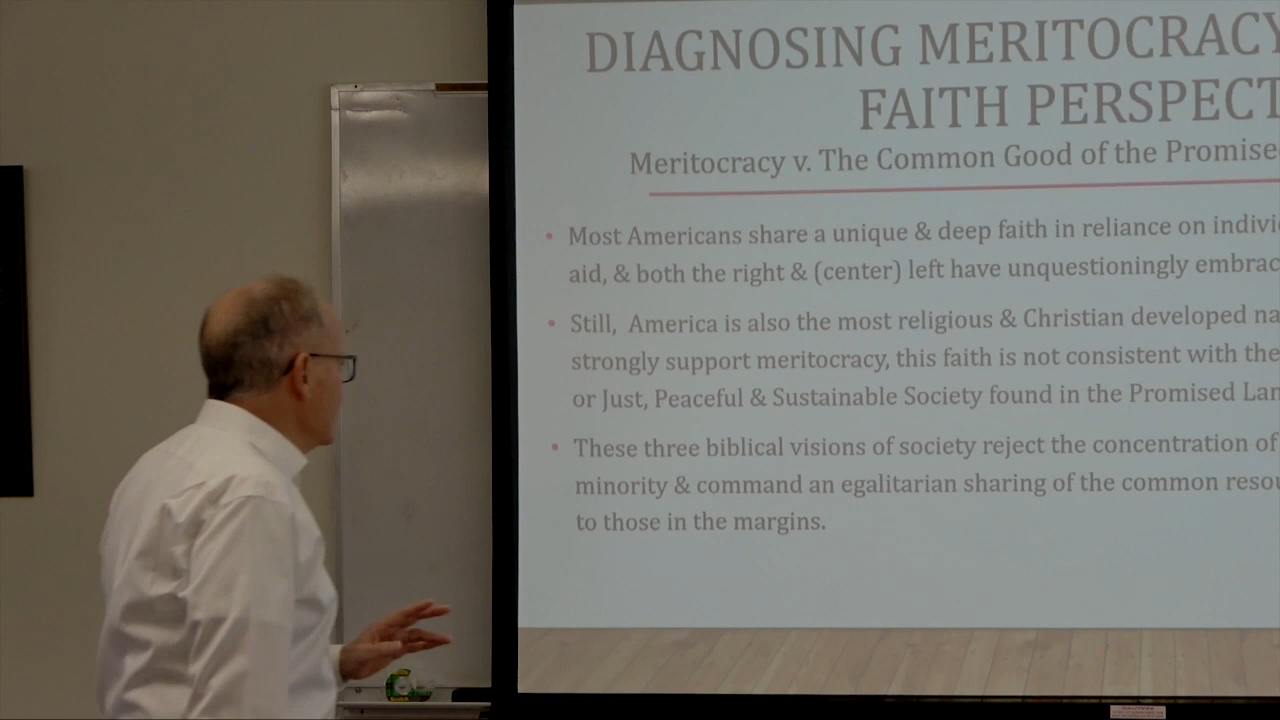 DIAGNOSING MERITOCRACY
FAITH PERSPECT
Meritocracy v. The Common Good of the Promise
• Most Americans share a unique & deep faith in reliance on indivi
aid, & both the right & (center) left have unquestioningly embrac
• Still, America is also the most religious & Christian developed na
strongly support meritocracy, this faith is not consistent with the
or Just, Peaceful & Sustainable Society found in the Promised Lan
• These three biblical visions of society reject the concentration of
minority & command an egalitarian sharing of the common resou
to those in the margins.